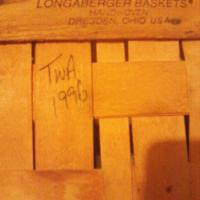 LONGABERGER BASKETS®
HANDWOVEN
DRESDEN, OHIO USA
TWA
1996